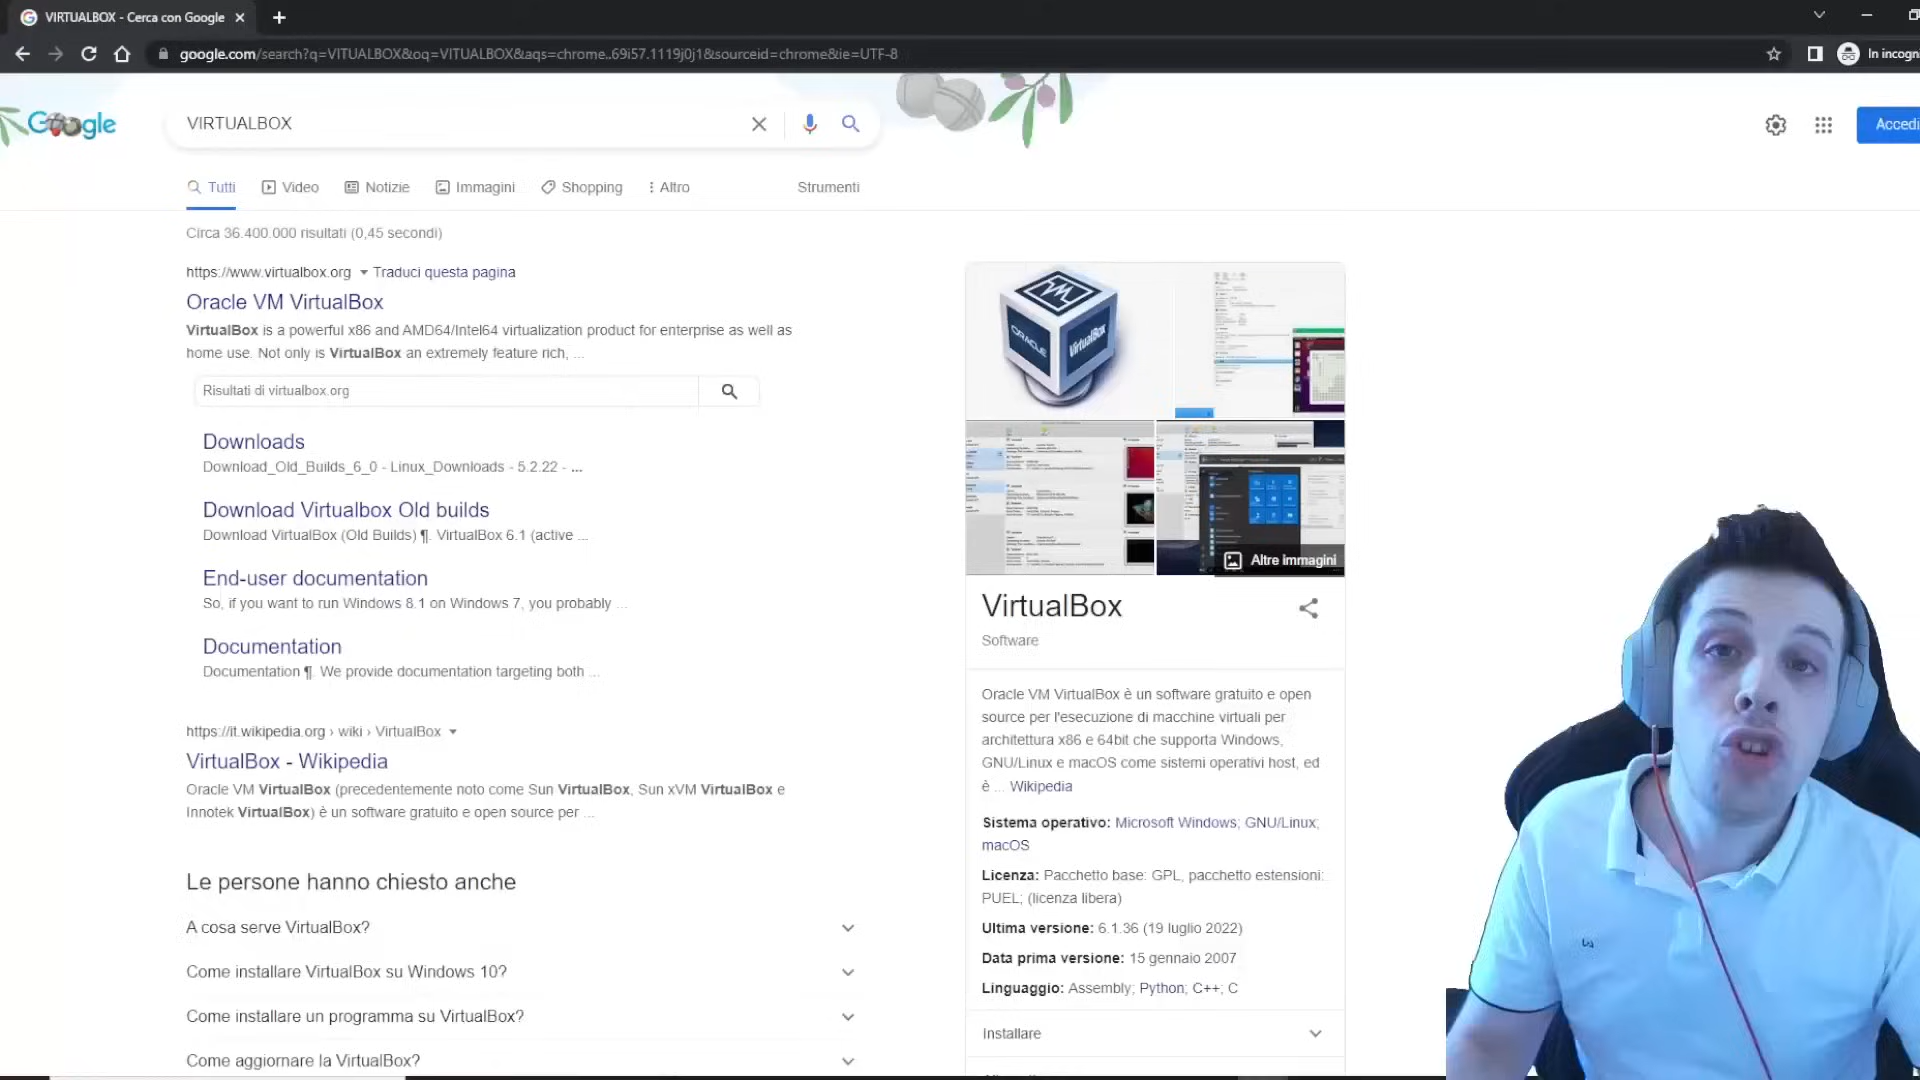 VIRTUALBOX - Cerca con Google
google.com/search?q=VITUALBOX&oq=VITUALBOX&aqs=chrome..69i57.1119j0j1&sourceid=chrome&ie=UTF-8
In incogni
Google
VIRTUALBOX
Accedi
Tutti
Video
Notizie
Immagini
Shopping
Altro
Strumenti
Circa 36.400.000 risultati (0,45 secondi)
https://www.virtualbox.org
Traduci questa pagina
Oracle VM VirtualBox
VirtualBox is a powerful x86 and AMD64/Intel64 virtualization product for enterprise as well as
home use. Not only is VirtualBox an extremely feature rich, ...
Risultati di virtualbox.org
Downloads
Download_Old_Builds_6_0 - Linux_Downloads - 5.2.22 - ...
Download Virtualbox Old builds
Download VirtualBox (Old Builds) ¶. VirtualBox 6.1 (active ...
End-user documentation
So, if you want to run Windows 8.1 on Windows 7, you probably ...
Documentation
Documentation ¶. We provide documentation targeting both ...
https://it.wikipedia.org › wiki › VirtualBox
VirtualBox - Wikipedia
Oracle VM VirtualBox (precedentemente noto come Sun VirtualBox, Sun xVM VirtualBox e
Innotek VirtualBox) è un software gratuito e open source per ...
Le persone hanno chiesto anche
A cosa serve VirtualBox?
Come installare VirtualBox su Windows 10?
Come installare un programma su VirtualBox?
Come aggiornare la VirtualBox?
ORACLE
VirtualBox
Altre immagini
VirtualBox
Software
Oracle VM VirtualBox è un software gratuito e open
source per l'esecuzione di macchine virtuali per
architettura x86 e 64bit che supporta Windows,
GNU/Linux e macOS come sistemi operativi host, ed
è ... Wikipedia
Sistema operativo: Microsoft Windows; GNU/Linux;
macOS
Licenza: Pacchetto base: GPL, pacchetto estensioni:
PUEL; (licenza libera)
Ultima versione: 6.1.36 (19 luglio 2022)
Data prima versione: 15 gennaio 2007
Linguaggio: Assembly; Python; C++; C
Installare